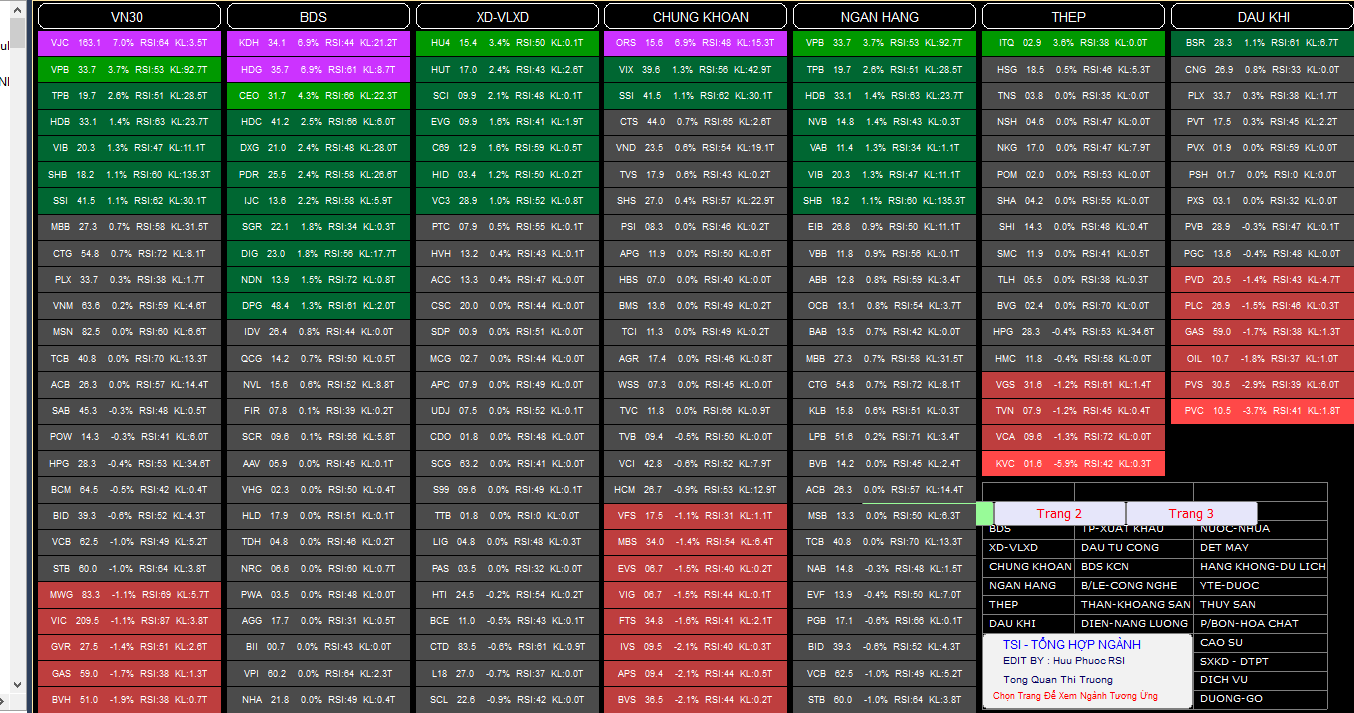 VN30
VJC 163.1 7.0% RSI:64 KL:3.5T
VPB 33.7 3.7% RSI:53 KL:92.7T
TPB 19.7 2.6% RSI:51 KL:28.5T
HDB 33.1 1.4% RSI:63 KL:23.7T
VIB 20.3 1.3% RSI:47 KL:11.1T
SHB 18.2 1.1% RSI:60 KL:135.3T
SSI 41.5 1.1% RSI:62 KL:30.1T
MBB 27.3 0.7% RSI:58 KL:31.5T
CTG 54.8 0.7% RSI:72 KL:8.1T
PLX 33.7 0.3% RSI:38 KL:1.7T
VNM 63.6 0.2% RSI:59 KL:4.6T
MSN 82.5 0.0% RSI:60 KL:6.6T
TCB 40.8 0.0% RSI:70 KL:13.3T
ACB 26.3 0.0% RSI:57 KL:14.4T
SAB 45.3 -0.3% RSI:48 KL:0.5T
POW 14.3 -0.3% RSI:41 KL:6.0T
HPG 28.3 -0.4% RSI:53 KL:34.6T
BCM 64.5 -0.5% RSI:42 KL:0.4T
BID 39.3 -0.6% RSI:52 KL:4.3T
VCB 62.5 -1.0% RSI:49 KL:5.2T
STB 60.0 -1.0% RSI:64 KL:3.8T
MWG 83.3 -1.1% RSI:69 KL:5.7T
VIC 209.5 -1.1% RSI:87 KL:3.8T
GVR 27.5 -1.4% RSI:51 KL:2.6T
GAS 59.0 -1.7% RSI:38 KL:1.3T
BVH 51.0 -1.9% RSI:38 KL:0.7T
BDS
KDH 34.1 6.9% RSI:44 KL:21.2T
HDG 35.7 6.9% RSI:61 KL:8.7T
CEO 31.7 4.3% RSI:66 KL:22.3T
HDC 41.2 2.5% RSI:66 KL:6.0T
DXG 21.0 2.4% RSI:48 KL:28.0T
PDR 25.5 2.4% RSI:58 KL:26.6T
IJC 13.6 2.2% RSI:58 KL:5.9T
SGR 22.1 1.8% RSI:34 KL:0.3T
DIG 23.0 1.8% RSI:56 KL:17.7T
NDN 13.9 1.5% RSI:72 KL:0.8T
DPG 48.4 1.3% RSI:61 KL:2.0T
IDV 26.4 0.8% RSI:44 KL:0.0T
QCG 14.2 0.7% RSI:50 KL:0.5T
NVL 15.6 0.6% RSI:52 KL:8.8T
FIR 07.8 0.1% RSI:39 KL:0.2T
SCR 09.6 0.1% RSI:56 KL:5.8T
AAV 05.9 0.0% RSI:45 KL:0.1T
VHG 02.3 0.0% RSI:50 KL:0.4T
HLD 17.9 0.0% RSI:51 KL:0.1T
TDH 04.8 0.0% RSI:46 KL:0.2T
NRC 06.6 0.0% RSI:60 KL:0.7T
PWA 03.5 0.0% RSI:48 KL:0.0T
AGG 17.7 0.0% RSI:31 KL:0.5T
BII 00.7 0.0% RSI:43 KL:0.0T
VPI 60.2 0.0% RSI:64 KL:2.3T
NHA 21.8 0.0% RSI:49 KL:0.4T
XD-VLXD
HU4 15.4 3.4% RSI:50 KL:0.1T
HUT 17.0 2.4% RSI:43 KL:2.6T
SCI 09.9 2.1% RSI:48 KL:0.1T
EVG 09.9 1.6% RSI:41 KL:1.9T
C69 12.9 1.6% RSI:59 KL:0.5T
HID 03.4 1.2% RSI:50 KL:0.2T
VC3 28.9 1.0% RSI:52 KL:0.8T
PTC 07.9 0.5% RSI:55 KL:0.1T
HVH 13.2 0.4% RSI:43 KL:0.1T
ACC 13.3 0.4% RSI:47 KL:0.1T
CSC 20.0 0.0% RSI:44 KL:0.0T
SDP 00.9 0.0% RSI:51 KL:0.0T
MCG 02.7 0.0% RSI:44 KL:0.0T
APC 07.9 0.0% RSI:49 KL:0.0T
UDJ 07.5 0.0% RSI:52 KL:0.1T
CDO 01.8 0.0% RSI:48 KL:0.0T
SCG 63.2 0.0% RSI:41 KL:0.0T
S99 09.6 0.0% RSI:49 KL:0.1T
TTB 01.8 0.0% RSI:0 KL:0.0T
LIG 04.8 0.0% RSI:48 KL:0.3T
PAS 03.5 0.0% RSI:32 KL:0.0T
HTI 24.5 -0.2% RSI:54 KL:0.2T
BCE 11.0 -0.5% RSI:43 KL:0.1T
CTD 83.5 -0.6% RSI:61 KL:0.9T
L18 27.0 -0.7% RSI:37 KL:0.0T
SCL 22.6 -0.9% RSI:42 KL:0.0T
CHUNG KHOAN
ORS 15.6 6.9% RSI:48 KL:15.3T
VIX 39.6 1.3% RSI:56 KL:42.9T
SSI 41.5 1.1% RSI:62 KL:30.1T
CTS 44.0 0.7% RSI:65 KL:2.6T
VND 23.5 0.6% RSI:54 KL:19.1T
TVS 17.9 0.6% RSI:43 KL:0.2T
SHS 27.0 0.4% RSI:57 KL:22.9T
PSI 08.3 0.0% RSI:46 KL:0.2T
APG 11.9 0.0% RSI:50 KL:0.6T
HBS 07.0 0.0% RSI:40 KL:0.0T
BMS 13.6 0.0% RSI:49 KL:0.2T
TCI 11.3 0.0% RSI:49 KL:0.2T
AGR 17.4 0.0% RSI:46 KL:0.8T
WSS 07.3 0.0% RSI:45 KL:0.0T
TVC 11.8 0.0% RSI:66 KL:0.9T
TVB 09.4 -0.5% RSI:50 KL:0.0T
VCI 42.8 -0.6% RSI:52 KL:7.9T
HCM 26.7 -0.9% RSI:53 KL:12.9T
VFS 17.5 -1.1% RSI:31 KL:1.1T
MBS 34.0 -1.4% RSI:54 KL:6.4T
EVS 06.7 -1.5% RSI:40 KL:0.2T
VIG 06.7 -1.5% RSI:44 KL:0.1T
FTS 34.8 -1.6% RSI:41 KL:2.1T
IVS 09.5 -2.1% RSI:40 KL:0.3T
APS 09.4 -2.1% RSI:44 KL:0.5T
BVS 36.5 -2.1% RSI:44 KL:0.2T
NGAN HANG
VPB 33.7 3.7% RSI:53 KL:92.7T
TPB 19.7 2.6% RSI:51 KL:28.5T
HDB 33.1 1.4% RSI:63 KL:23.7T
NVB 14.8 1.4% RSI:43 KL:0.3T
VAB 11.4 1.3% RSI:34 KL:1.1T
VIB 20.3 1.3% RSI:47 KL:11.1T
SHB 18.2 1.1% RSI:60 KL:135.3T
EIB 26.8 0.9% RSI:50 KL:11.1T
VBB 11.8 0.9% RSI:56 KL:0.1T
ABB 12.8 0.8% RSI:59 KL:3.4T
OCB 13.1 0.8% RSI:54 KL:3.7T
BAB 13.5 0.7% RSI:42 KL:0.0T
MBB 27.3 0.7% RSI:58 KL:31.5T
CTG 54.8 0.7% RSI:72 KL:8.1T
KLB 15.8 0.6% RSI:51 KL:0.3T
LPB 51.6 0.2% RSI:71 KL:3.4T
BVB 14.2 0.0% RSI:45 KL:2.4T
ACB 26.3 0.0% RSI:57 KL:14.4T
MSB 13.3 0.0% RSI:50 KL:6.3T
TCB 40.8 0.0% RSI:70 KL:13.3T
NAB 14.8 -0.3% RSI:48 KL:1.5T
EVF 13.9 -0.4% RSI:50 KL:7.0T
PGB 17.1 -0.6% RSI:66 KL:0.1T
BID 39.3 -0.6% RSI:52 KL:4.3T
VCB 62.5 -1.0% RSI:49 KL:5.2T
STB 60.0 -1.0% RSI:64 KL:3.8T
THEP
ITQ 02.9 3.6% RSI:38 KL:0.0T
HSG 18.5 0.5% RSI:46 KL:5.3T
TNS 03.8 0.0% RSI:35 KL:0.0T
NSH 04.6 0.0% RSI:47 KL:0.0T
NKG 17.0 0.0% RSI:47 KL:7.9T
POM 02.0 0.0% RSI:53 KL:0.0T
SHA 04.2 0.0% RSI:55 KL:0.0T
SHI 14.3 0.0% RSI:48 KL:0.4T
SMC 11.9 0.0% RSI:41 KL:0.5T
TLH 05.5 0.0% RSI:38 KL:0.3T
BVG 02.4 0.0% RSI:70 KL:0.0T
HPG 28.3 -0.4% RSI:53 KL:34.6T
HMC 11.8 -0.4% RSI:58 KL:0.0T
VGS 31.6 -1.2% RSI:61 KL:1.4T
TVN 07.9 -1.2% RSI:45 KL:0.4T
VCA 09.6 -1.3% RSI:72 KL:0.0T
KVC 01.6 -5.9% RSI:42 KL:0.3T
DAU KHI
BSR 28.3 1.1% RSI:61 KL:6.7T
CNG 26.9 0.8% RSI:33 KL:0.0T
PLX 33.7 0.3% RSI:38 KL:1.7T
PVT 17.5 0.3% RSI:45 KL:2.2T
PVX 01.9 0.0% RSI:59 KL:0.0T
PSH 01.7 0.0% RSI:0 KL:0.0T
PXS 03.1 0.0% RSI:32 KL:0.0T
PVB 28.9 -0.3% RSI:47 KL:0.1T
PGC 13.6 -0.4% RSI:48 KL:0.0T
PVD 20.5 -1.4% RSI:43 KL:4.7T
PLC 26.9 -1.5% RSI:46 KL:0.3T
GAS 59.0 -1.7% RSI:38 KL:1.3T
OIL 10.7 -1.8% RSI:37 KL:1.0T
PVS 30.5 -2.9% RSI:39 KL:6.0T
PVC 10.5 -3.7% RSI:41 KL:1.8T
Trang 2 Trang 3
BDS TP-XUAT KHAU NUOC-NHUA
XD-VLXD DAU TU CONG DET MAY
CHUNG KHOAN BDS KCN HANG KHONG-DU LICH
NGAN HANG B/LE-CONG NGHE YTE-DUOC
THEP THAN-KHOANG SAN THUY SAN
DAU KHI DIEN-NANG LUONG P/BON-HOA CHAT
CAO SU
SXKD - DTPT
DICH VU
DUONG-GO
TSI - TỔNG HỢP NGÀNH
EDIT BY : Huu Phuoc RSI
Tong Quan Thi Truong
Chọn Trang Để Xem Ngành Tương Ứng